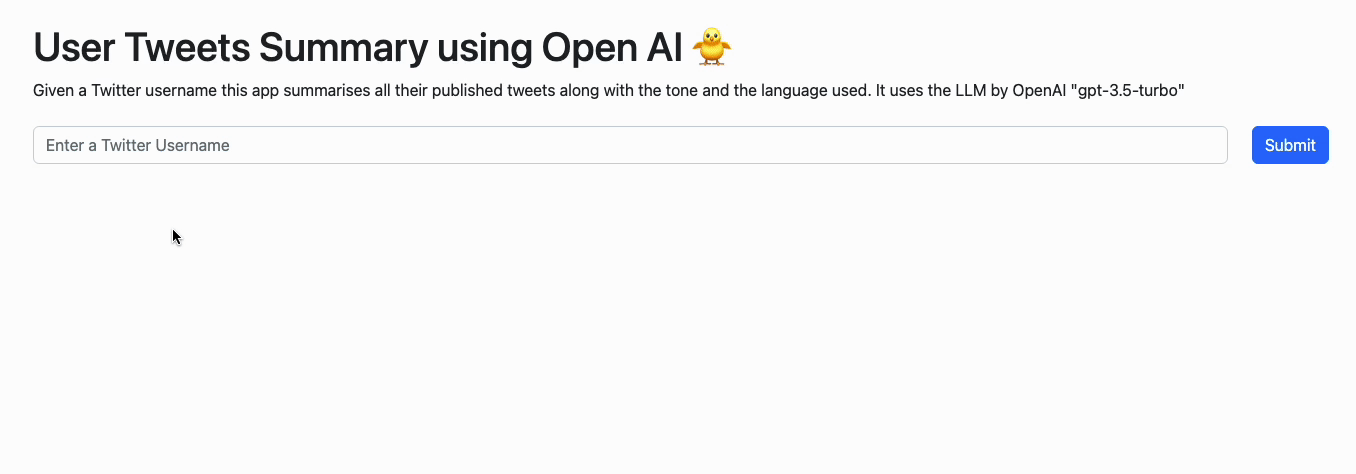 User Tweets Summary using Open AI 🐥
Given a Twitter username this app summarises all their published tweets along with the tone and the language used. It uses the LLM by OpenAI "gpt-3.5-turbo"
Enter a Twitter Username
Submit